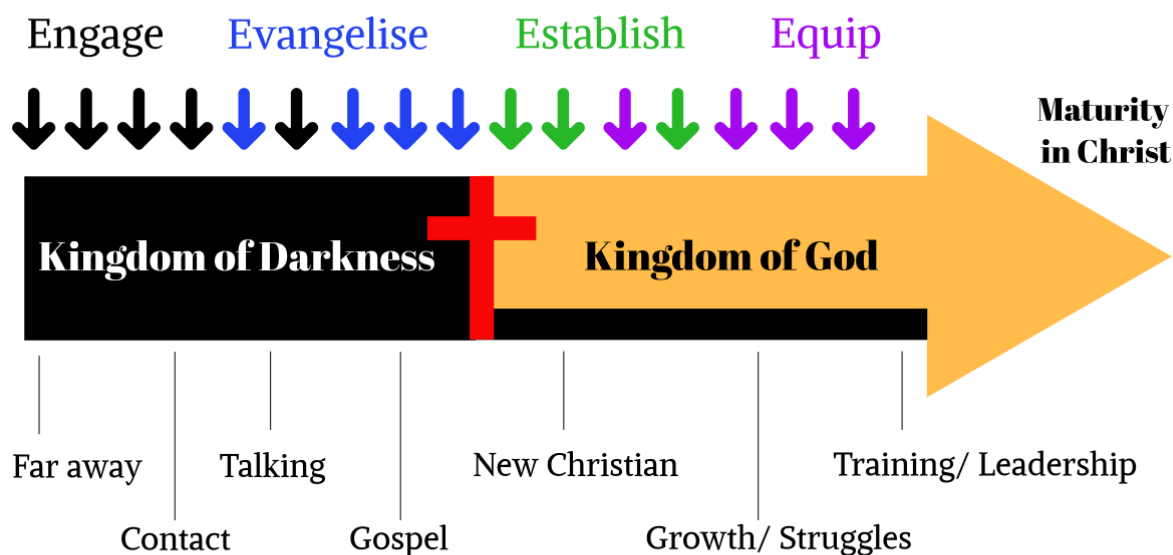 Engage
Evangelise
Establish
Equip
Maturity
in Christ
Kingdom of Darkness
Kingdom of God
Far away
Talking
New Christian
Training/ Leadership
Contact
Gospel
Growth/ Struggles